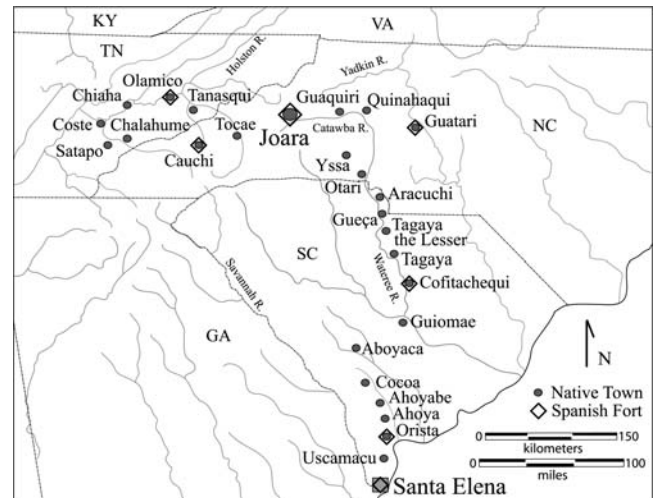 KY
VA
TN
Holston R.
Yadkin R.
Olamico
Chiaha
Tanasqui
Guaquiri
Quinahaqui
Coste
Chalahume
Tocae
Joara
Catawba R.
Guatari
NC
Satapo
Cauchi
Yssa
Otari
Aracuchi
Gueça
Tagaya
the Lesser
SC
Tagaya
Savannah R.
Wateree R.
Cofitachequi
Guiomae
GA
Aboyaca
N
Cocoa
Ahoyabe
Native Town
Ahoya
Spanish Fort
Orista
0 150
kilometers
Uscamacu
0 100
miles
Santa Elena